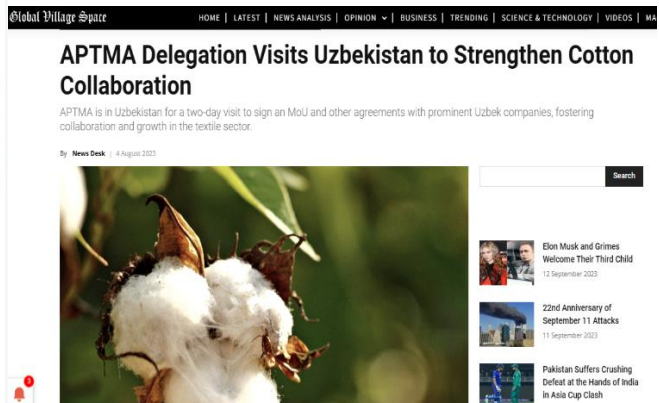 Global Village Space
HOME | LATEST | NEWS ANALYSIS | OPINION | BUSINESS | TRENDING | SCIENCE & TECHNOLOGY | VIDEOS | MA
APTMA Delegation Visits Uzbekistan to Strengthen Cotton
Collaboration
APTMA is in Uzbekistan for a two-day visit to sign an MoU and other agreements with prominent Uzbek companies, fostering
collaboration and growth in the textile sector.
By News Desk | 4 August 2023
Search
Elon Musk and Grimes
Welcome Their Third Child
12 September 2023
22nd Anniversary of
September 11 Attacks
11 September 2023
Pakistan Suffers Crushing
Defeat at the Hands of India
in Asia Cup Clash
3